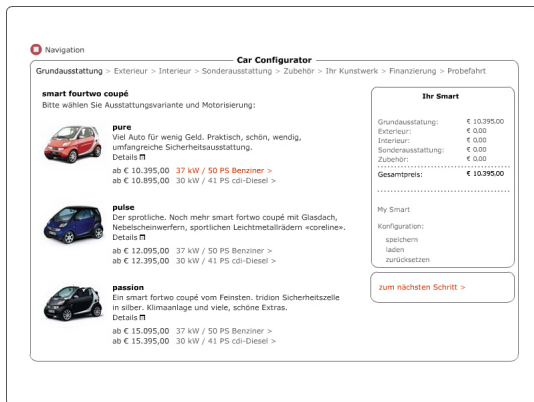 Navigation
Car Configurator
Grundausstattung > Exterieur > Interieur > Sonderausstattung > Zubehör > Ihr Kunstwerk > Finanzierung > Probefahrt
smart fourtwo coupé
Bitte wählen Sie Ausstattungsvariante und Motorisierung:
pure
Viel Auto für wenig Geld. Praktisch, schön, wendig,
umfangreiche Sicherheitsausstattung.
Details
ab € 10.395,00 37 kW / 50 PS Benziner >
ab € 10.895,00 30 kW / 41 PS cdi-Diesel >
pulse
Der sprotliche. Noch mehr smart fortwo coupé mit Glasdach,
Nebelscheinwerfern, sportlichen Leichtmetallrädern «coreline».
Details
ab € 12.095,00 37 kW / 50 PS Benziner >
ab € 12.395,00 30 kW / 41 PS cdi-Diesel >
passion
Ein smart fortwo coupé vom Feinsten. tridion Sicherheitszelle
in silber. Klimaanlage und viele, schöne Extras.
Details
ab € 15.095,00 37 kW / 50 PS Benziner >
ab € 15.395,00 30 kW / 41 PS cdi-Diesel >
Ihr Smart
Grundaustattung: € 10.395.00
Exterieur: € 0,00
Interieur: € 0,00
Sonderausstattung: € 0,00
Zubehör: € 0,00
Gesamtpreis: € 10.395,00
My Smart
Konfiguration:
speichern
laden
zurücksetzen
zum nächsten Schritt >